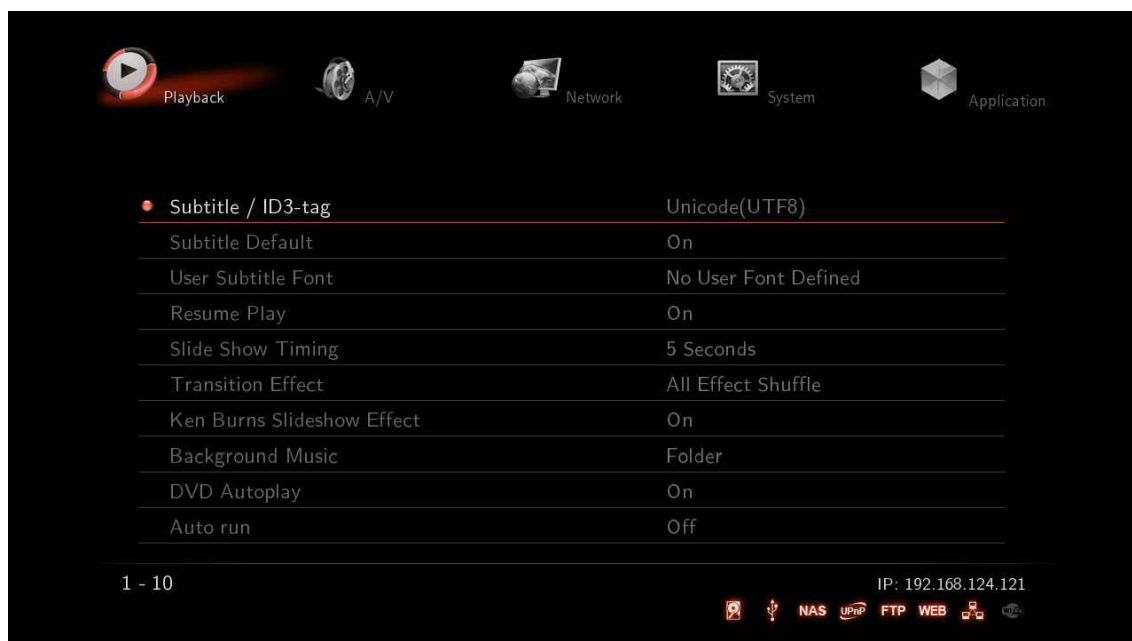 Playback A/V Network System Application
Subtitle / ID3-tag Unicode(UTF8)
Subtitle Default On
User Subtitle Font No User Font Defined
Resume Play On
Slide Show Timing 5 Seconds
Transition Effect All Effect Shuffle
Ken Burns Slideshow Effect On
Background Music Folder
DVD Autoplay On
Auto run Off
1 - 10 IP: 192.168.124.121
NAS UPnP FTP WEB